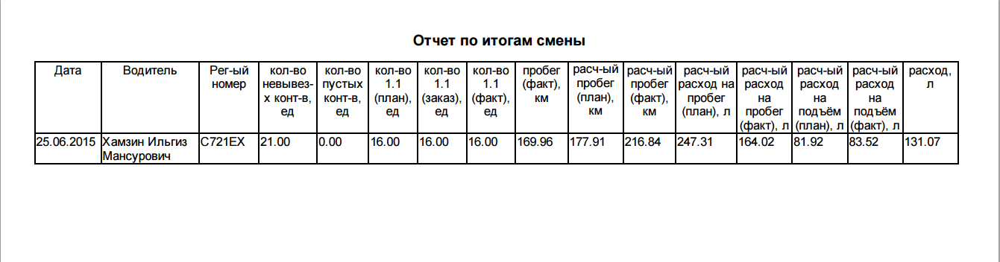 Отчет по итогам смены
Дата Водитель Рег-ый номер кол-во невывез-х конт-в, ед кол-во пустых конт-в, ед кол-во 1.1 (план), ед кол-во 1.1 (заказ), ед кол-во 1.1 (факт), ед пробег (факт), км расч-ый пробег (план), км расч-ый пробег (факт), км расч-ый расход на пробег (план), л расч-ый расход на пробег (факт), л расч-ый расход на подъём (план), л расч-ый расход на подъём (факт), л расход, л
25.06.2015 Хамзин Ильгиз Мансурович С721ЕХ 21.00 0.00 16.00 16.00 16.00 169.96 177.91 216.84 247.31 164.02 81.92 83.52 131.07